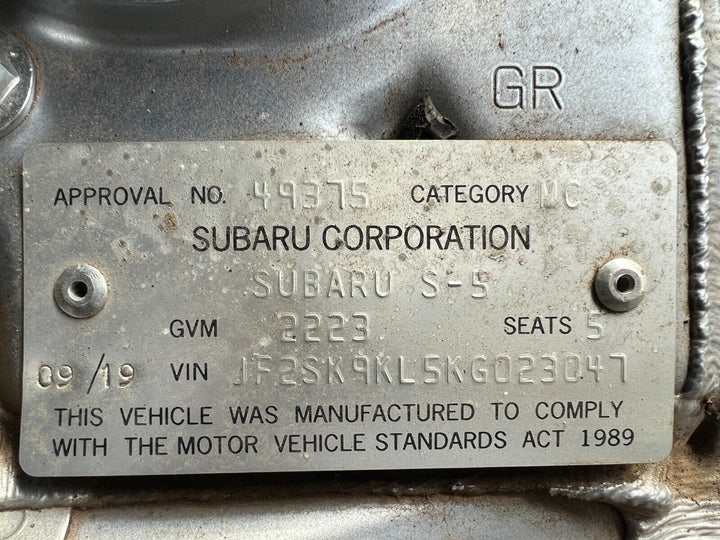 GR
APPROVAL NO. 49375 CATEGORY MC
SUBARU CORPORATION
SUBARU S-5
GVM 2223 SEATS 5
09/19 VIN JF2SK9KL5KG023047
THIS VEHICLE WAS MANUFACTURED TO COMPLY
WITH THE MOTOR VEHICLE STANDARDS ACT 1989